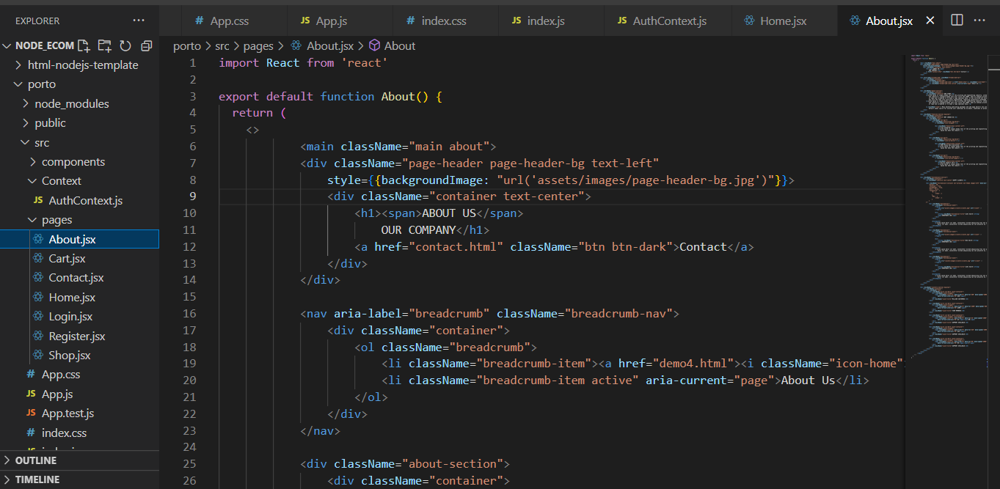 EXPLORER ···
# App.css JS App.js # index.css JS index.js JS AuthContext.js Home.jsx About.jsx × ···
NODE_ECOM
html-nodejs-template
porto
node_modules
public
src
components
Context
JS AuthContext.js
pages
About.jsx
Cart.jsx
Contact.jsx
Home.jsx
Login.jsx
Register.jsx
Shop.jsx
# App.css
JS App.js
JS App.test.js
# index.css
OUTLINE
TIMELINE
porto > src > pages > About.jsx > About
1 import React from 'react'
2
3 export default function About() {
4 return (
5 <>
6 <main className="main about">
7 <div className="page-header page-header-bg text-left"
8 style={{backgroundImage: "url('assets/images/page-header-bg.jpg')"}}>
9 <div className="container text-center">
10 <h1><span>ABOUT US</span>
11 OUR COMPANY</h1>
12 <a href="contact.html" className="btn btn-dark">Contact</a>
13 </div>
14 </div>
15
16 <nav aria-label="breadcrumb" className="breadcrumb-nav">
17 <div className="container">
18 <ol className="breadcrumb">
19 <li className="breadcrumb-item"><a href="demo4.html"><i className="icon-home"
20 <li className="breadcrumb-item active" aria-current="page">About Us</li>
21 </ol>
22 </div>
23 </nav>
24
25 <div className="about-section">
26 <div className="container">